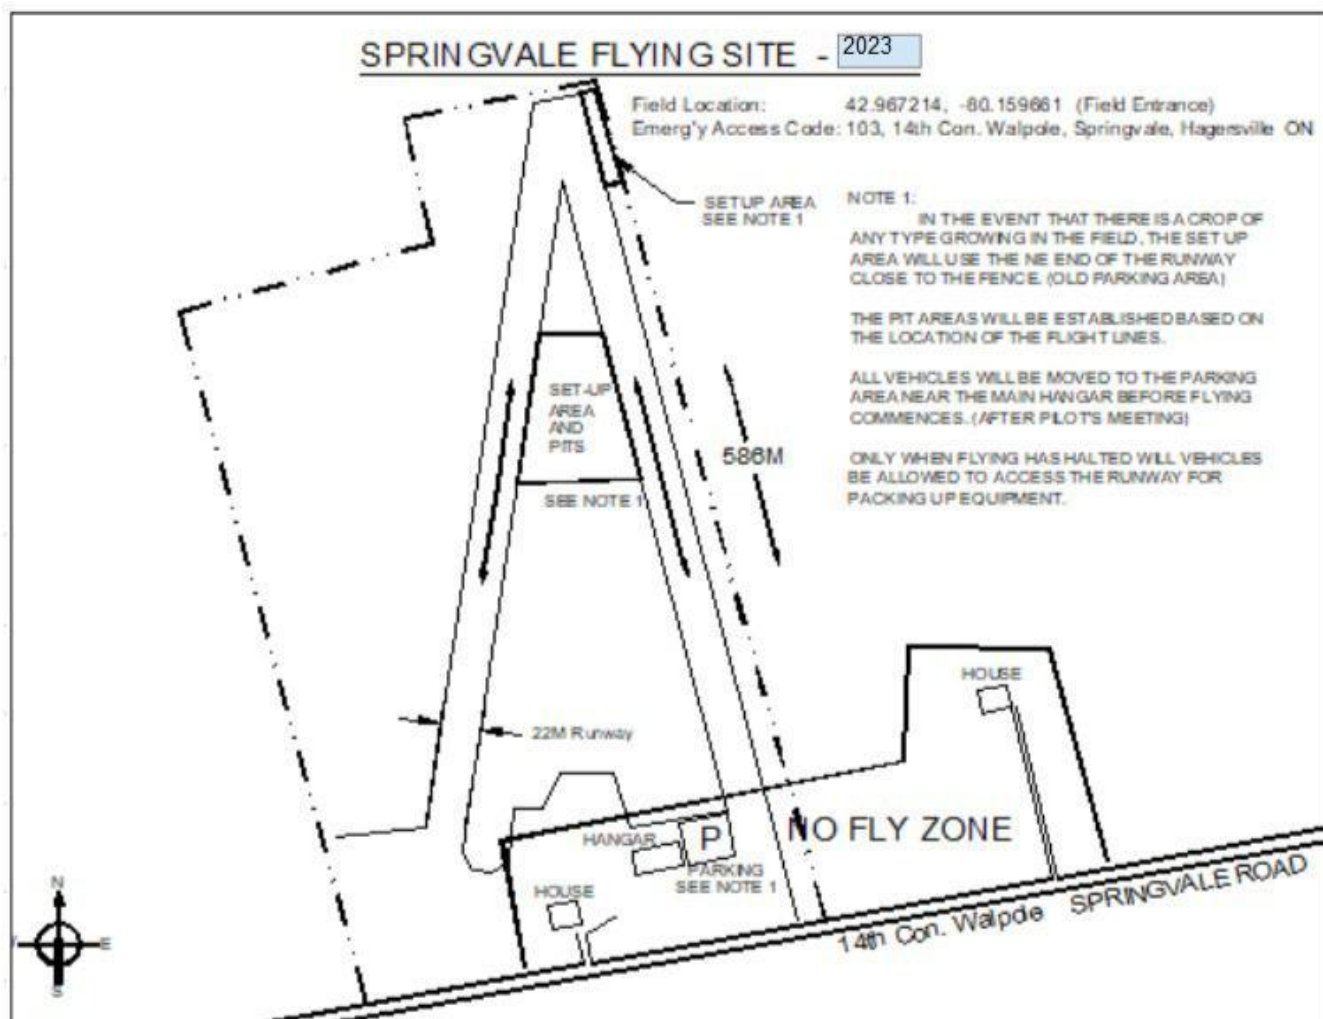 SPRINGVALE FLYING SITE - 2023
Field Location: 42.967214, -80.159661 (Field Entrance)
Emerg'y Access Code: 103, 14th Con. Walpole, Springvale, Hagersville ON
SETUP AREA
SEE NOTE 1
NOTE 1:
IN THE EVENT THAT THERE IS A CROP OF
ANY TYPE GROWING IN THE FIELD, THE SET UP
AREA WILL USE THE NE END OF THE RUNWAY
CLOSE TO THE FENCE. (OLD PARKING AREA)
THE PIT AREAS WILL BE ESTABLISHED BASED ON
THE LOCATION OF THE FLIGHT LINES.
ALL VEHICLES WILL BE MOVED TO THE PARKING
AREA NEAR THE MAIN HANGAR BEFORE FLYING
COMMENCES. (AFTER PILOT'S MEETING)
ONLY WHEN FLYING HAS HALTED WILL VEHICLES
BE ALLOWED TO ACCESS THE RUNWAY FOR
PACKING UP EQUIPMENT.
SET-UP
AREA
AND
PITS
SEE NOTE 1
586M
22M Runway
HOUSE
NO FLY ZONE
HANGAR
P
PARKING
SEE NOTE 1
HOUSE
14th Con. Walpole SPRINGVALE ROAD
N
E
S